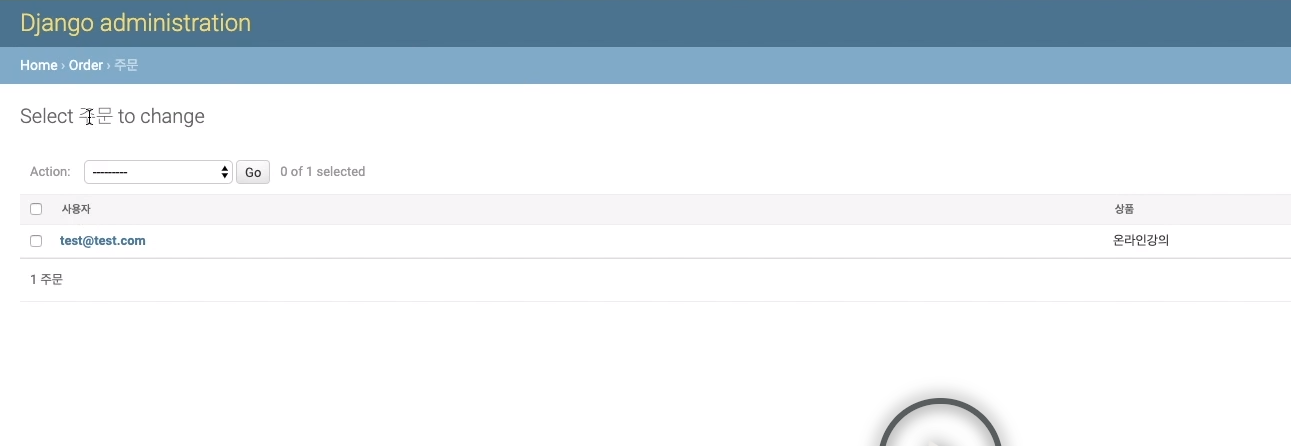 Django administration
Home › Order › 주문
Select 주문 to change
Action: --------- Go 0 of 1 selected
사용자 상품
test@test.com 온라인강의
1 주문